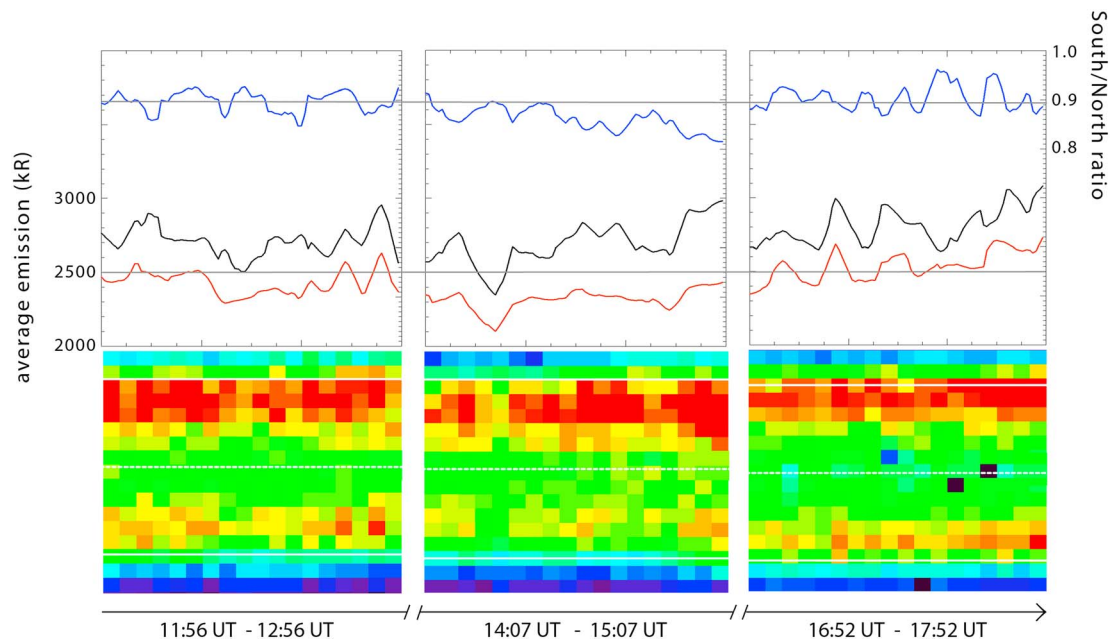 1.0
0.9
0.8
South/North ratio
average emission (kR)
3000
2500
2000
11:56 UT - 12:56 UT
14:07 UT - 15:07 UT
16:52 UT - 17:52 UT